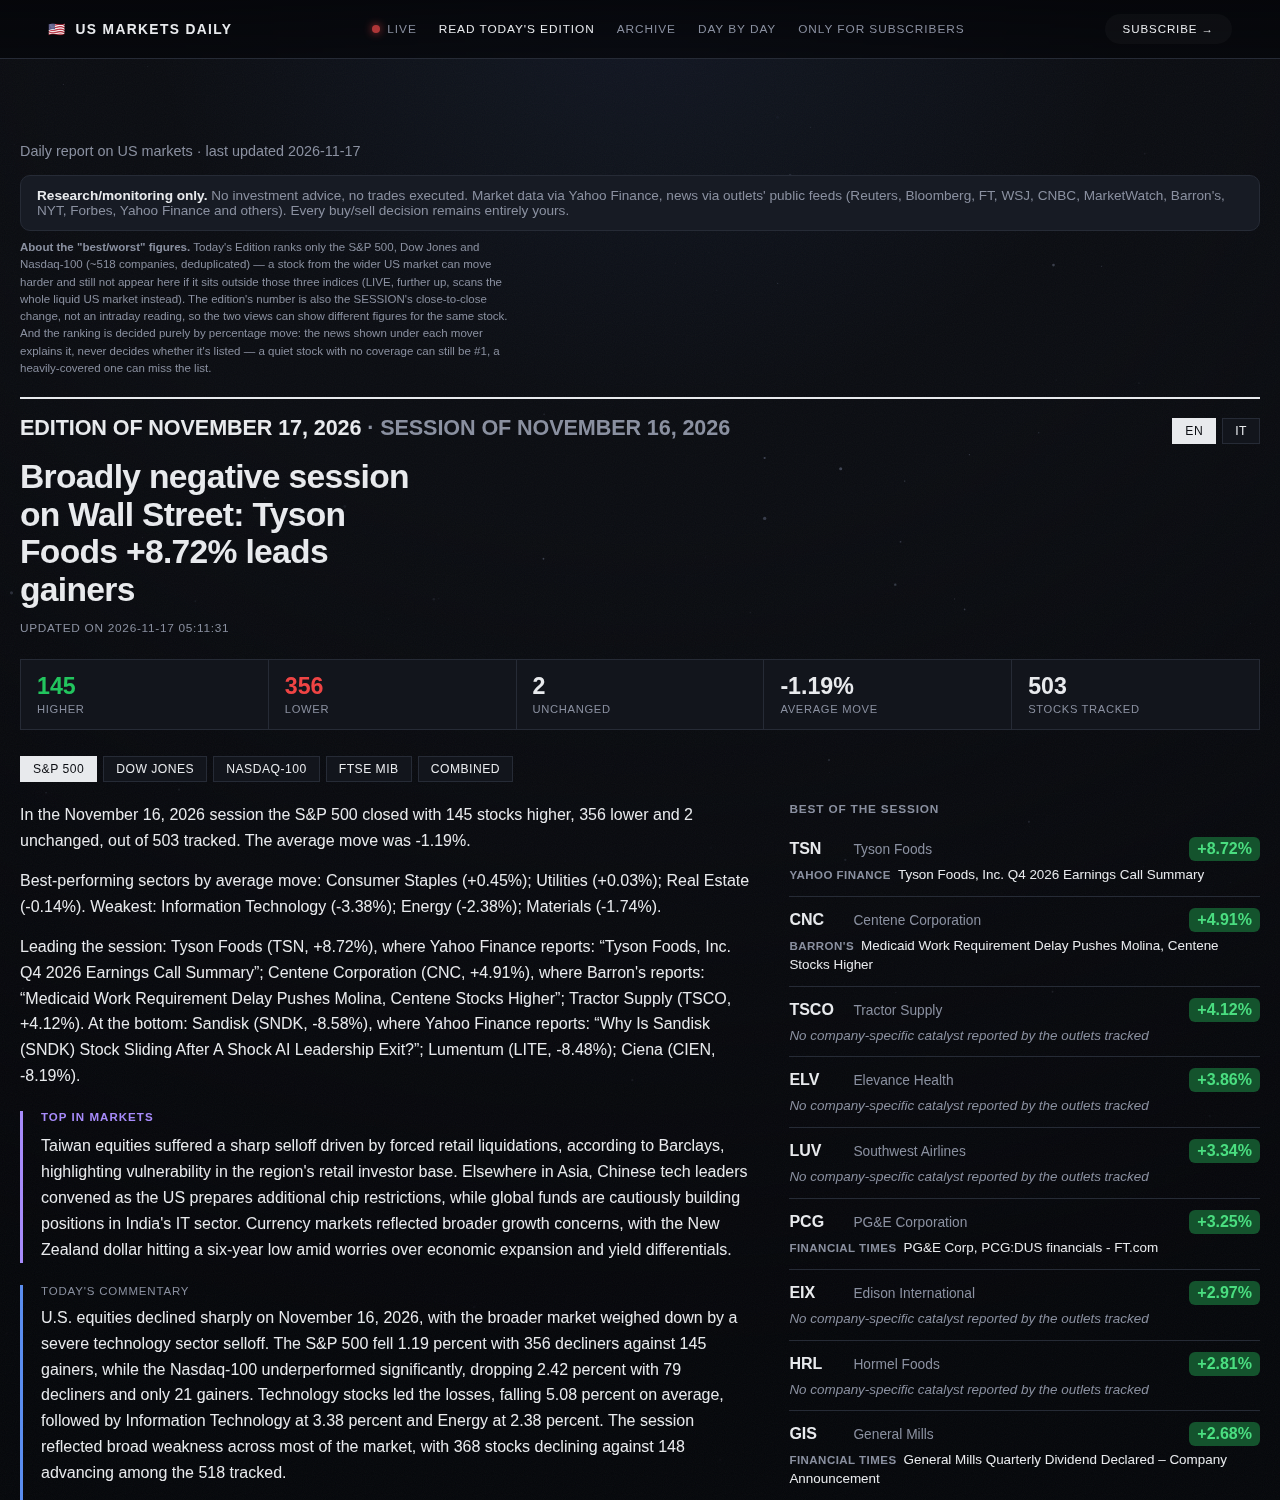 🇺🇸 US MARKETS DAILY
LIVE
READ TODAY'S EDITION
ARCHIVE
DAY BY DAY
ONLY FOR SUBSCRIBERS
SUBSCRIBE →
Daily report on US markets · last updated 2026-11-17
Research/monitoring only. No investment advice, no trades executed. Market data via Yahoo Finance, news via outlets' public feeds (Reuters, Bloomberg, FT, WSJ, CNBC, MarketWatch, Barron's,
NYT, Forbes, Yahoo Finance and others). Every buy/sell decision remains entirely yours.
About the "best/worst" figures. Today's Edition ranks only the S&P 500, Dow Jones and
Nasdaq-100 (~518 companies, deduplicated) — a stock from the wider US market can move
harder and still not appear here if it sits outside those three indices (LIVE, further up, scans the
whole liquid US market instead). The edition's number is also the SESSION's close-to-close
change, not an intraday reading, so the two views can show different figures for the same stock.
And the ranking is decided purely by percentage move: the news shown under each mover
explains it, never decides whether it's listed — a quiet stock with no coverage can still be #1, a
heavily-covered one can miss the list.
EDITION OF NOVEMBER 17, 2026 · SESSION OF NOVEMBER 16, 2026
EN
IT
Broadly negative session
on Wall Street: Tyson
Foods +8.72% leads
gainers
UPDATED ON 2026-11-17 05:11:31
145
HIGHER
356
LOWER
2
UNCHANGED
-1.19%
AVERAGE MOVE
503
STOCKS TRACKED
S&P 500
DOW JONES
NASDAQ-100
FTSE MIB
COMBINED
In the November 16, 2026 session the S&P 500 closed with 145 stocks higher, 356 lower and 2
unchanged, out of 503 tracked. The average move was -1.19%.
Best-performing sectors by average move: Consumer Staples (+0.45%); Utilities (+0.03%); Real Estate
(-0.14%). Weakest: Information Technology (-3.38%); Energy (-2.38%); Materials (-1.74%).
Leading the session: Tyson Foods (TSN, +8.72%), where Yahoo Finance reports: “Tyson Foods, Inc.
Q4 2026 Earnings Call Summary”; Centene Corporation (CNC, +4.91%), where Barron's reports:
“Medicaid Work Requirement Delay Pushes Molina, Centene Stocks Higher”; Tractor Supply (TSCO,
+4.12%). At the bottom: Sandisk (SNDK, -8.58%), where Yahoo Finance reports: “Why Is Sandisk
(SNDK) Stock Sliding After A Shock AI Leadership Exit?”; Lumentum (LITE, -8.48%); Ciena (CIEN,
-8.19%).
TOP IN MARKETS
Taiwan equities suffered a sharp selloff driven by forced retail liquidations, according to Barclays,
highlighting vulnerability in the region's retail investor base. Elsewhere in Asia, Chinese tech leaders
convened as the US prepares additional chip restrictions, while global funds are cautiously building
positions in India's IT sector. Currency markets reflected broader growth concerns, with the New
Zealand dollar hitting a six-year low amid worries over economic expansion and yield differentials.
TODAY'S COMMENTARY
U.S. equities declined sharply on November 16, 2026, with the broader market weighed down by a
severe technology sector selloff. The S&P 500 fell 1.19 percent with 356 decliners against 145
gainers, while the Nasdaq-100 underperformed significantly, dropping 2.42 percent with 79
decliners and only 21 gainers. Technology stocks led the losses, falling 5.08 percent on average,
followed by Information Technology at 3.38 percent and Energy at 2.38 percent. The session
reflected broad weakness across most of the market, with 368 stocks declining against 148
advancing among the 518 tracked.
BEST OF THE SESSION
TSN Tyson Foods +8.72%
YAHOO FINANCE Tyson Foods, Inc. Q4 2026 Earnings Call Summary
CNC Centene Corporation +4.91%
BARRON'S Medicaid Work Requirement Delay Pushes Molina, Centene
Stocks Higher
TSCO Tractor Supply +4.12%
No company-specific catalyst reported by the outlets tracked
ELV Elevance Health +3.86%
No company-specific catalyst reported by the outlets tracked
LUV Southwest Airlines +3.34%
No company-specific catalyst reported by the outlets tracked
PCG PG&E Corporation +3.25%
FINANCIAL TIMES PG&E Corp, PCG:DUS financials - FT.com
EIX Edison International +2.97%
No company-specific catalyst reported by the outlets tracked
HRL Hormel Foods +2.81%
No company-specific catalyst reported by the outlets tracked
GIS General Mills +2.68%
FINANCIAL TIMES General Mills Quarterly Dividend Declared – Company
Announcement